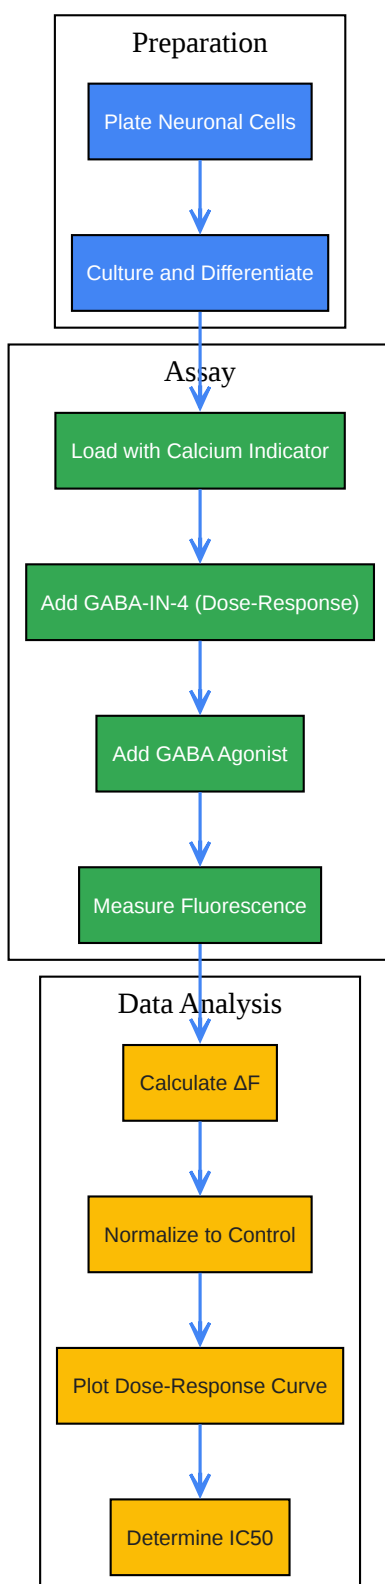 Preparation
Plate Neuronal Cells
Culture and Differentiate
Assay
Load with Calcium Indicator
Add GABA-IN-4 (Dose-Response)
Add GABA Agonist
Measure Fluorescence
Data Analysis
Calculate ΔF
Normalize to Control
Plot Dose-Response Curve
Determine IC50